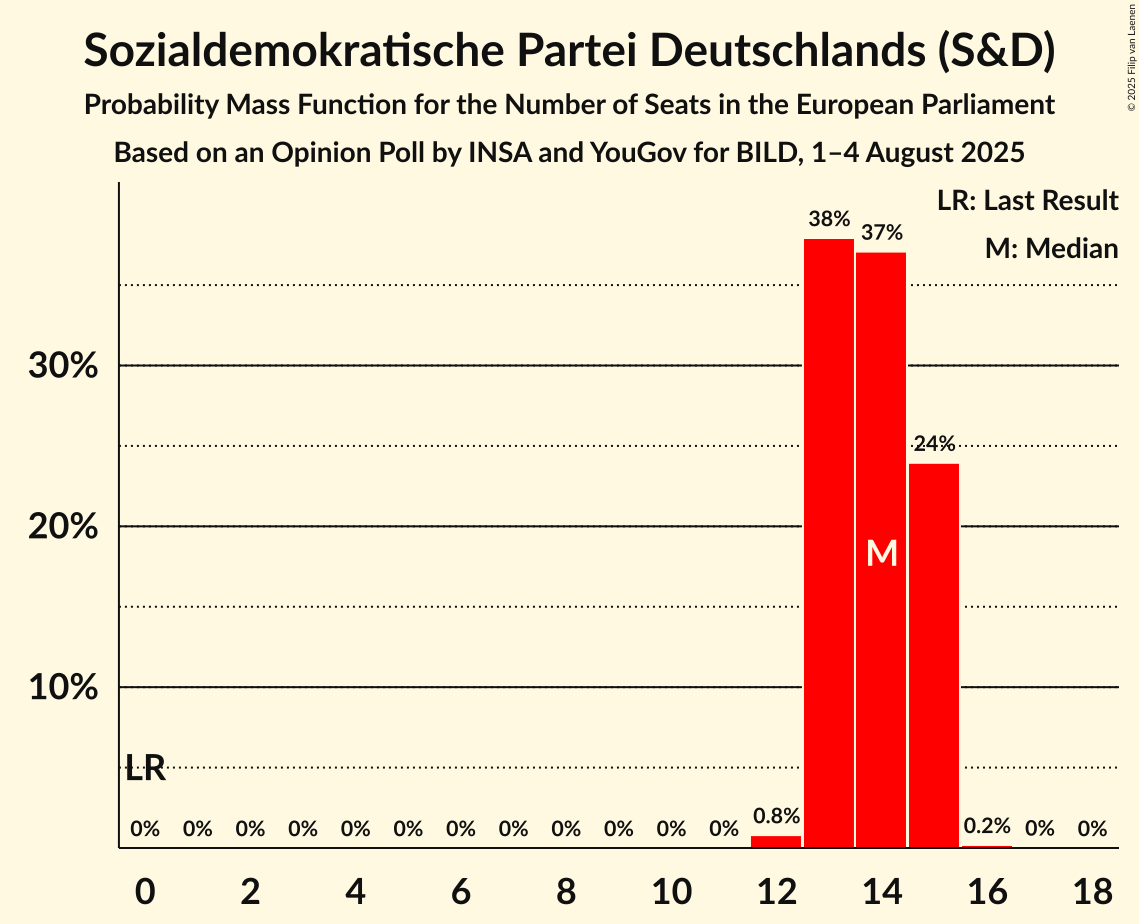 Sozialdemokratische Partei Deutschlands (S&D)
Probability Mass Function for the Number of Seats in the European Parliament
Based on an Opinion Poll by INSA and YouGov for BILD, 1–4 August 2025
© 2025 Filip van Laenen
LR: Last Result
M: Median
38%
37%
30%
24%
20%
M
10%
LR
0% 0% 0% 0% 0% 0% 0% 0% 0% 0% 0% 0% 0.8% 0.2% 0% 0%
0 2 4 6 8 10 12 14 16 18